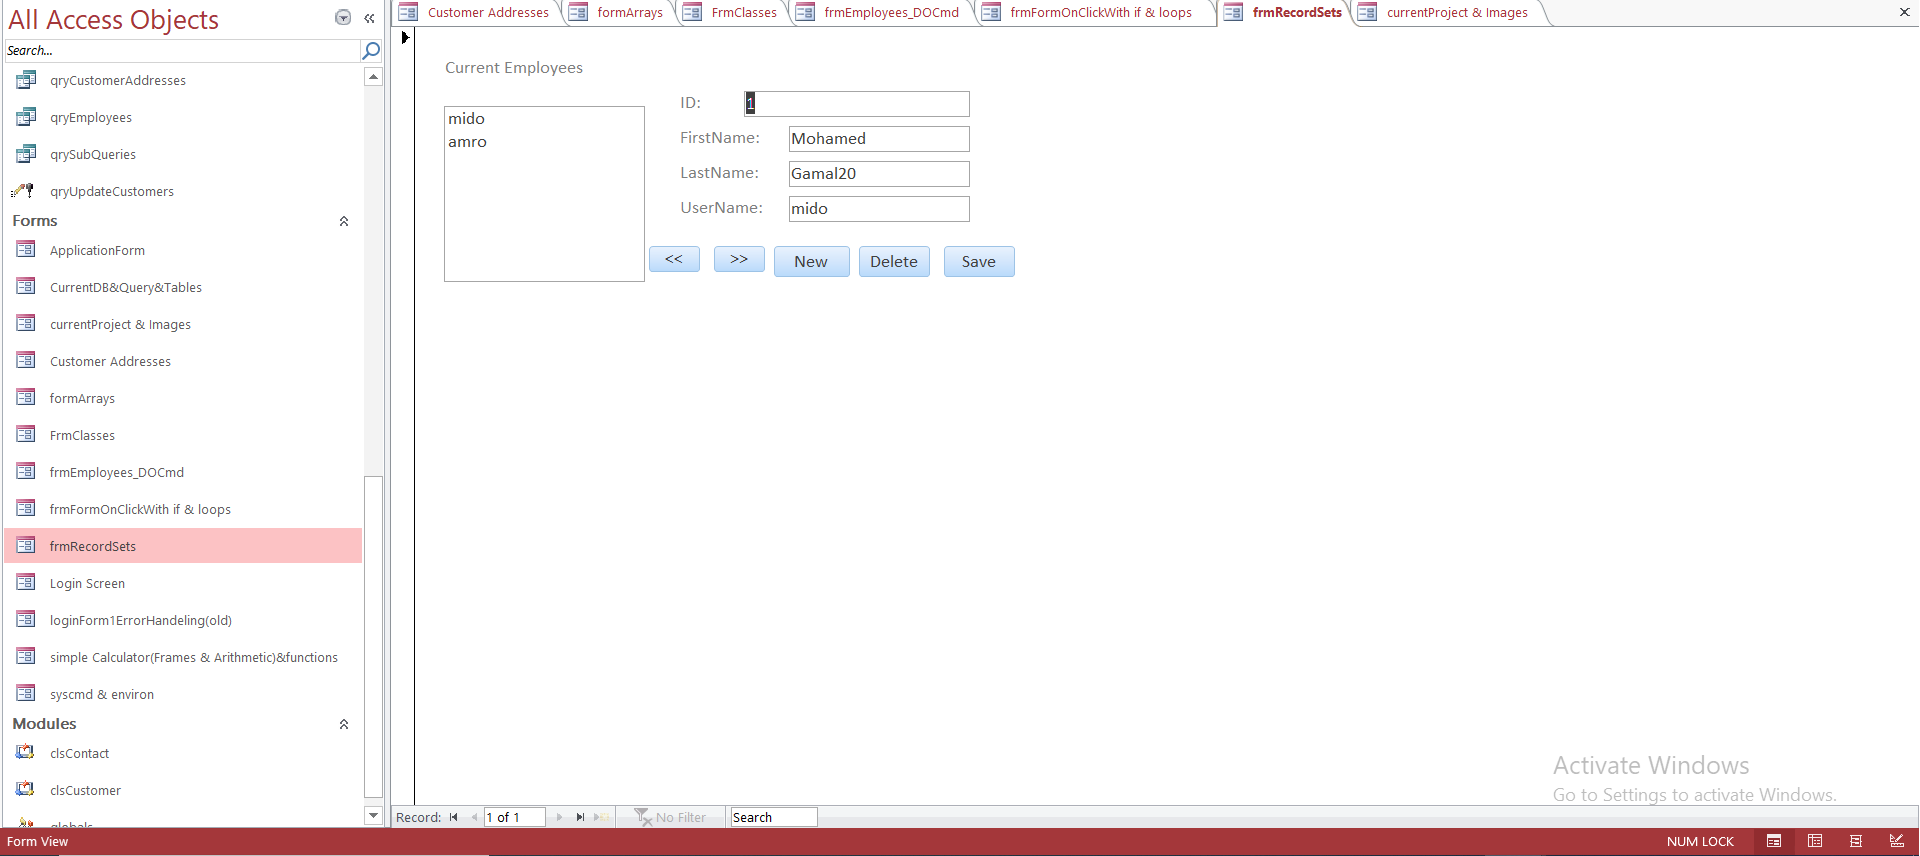 All Access Objects
«
Search...
qryCustomerAddresses
qryEmployees
qrySubQueries
qryUpdateCustomers
Forms
ApplicationForm
CurrentDB&Query&Tables
currentProject & Images
Customer Addresses
formArrays
FrmClasses
frmEmployees_DOCmd
frmFormOnClickWith if & loops
frmRecordSets
Login Screen
loginForm1ErrorHandeling(old)
simple Calculator(Frames & Arithmetic)&functions
syscmd & environ
Modules
clsContact
clsCustomer
Customer Addresses formArrays FrmClasses frmEmployees_DOCmd frmFormOnClickWith if & loops frmRecordSets currentProject & Images
Current Employees
mido
amro
ID: 1
FirstName: Mohamed
LastName: Gamal20
UserName: mido
<< >> New Delete Save
Activate Windows
Go to Settings to activate Windows.
Record: 1 of 1 No Filter Search
Form View NUM LOCK